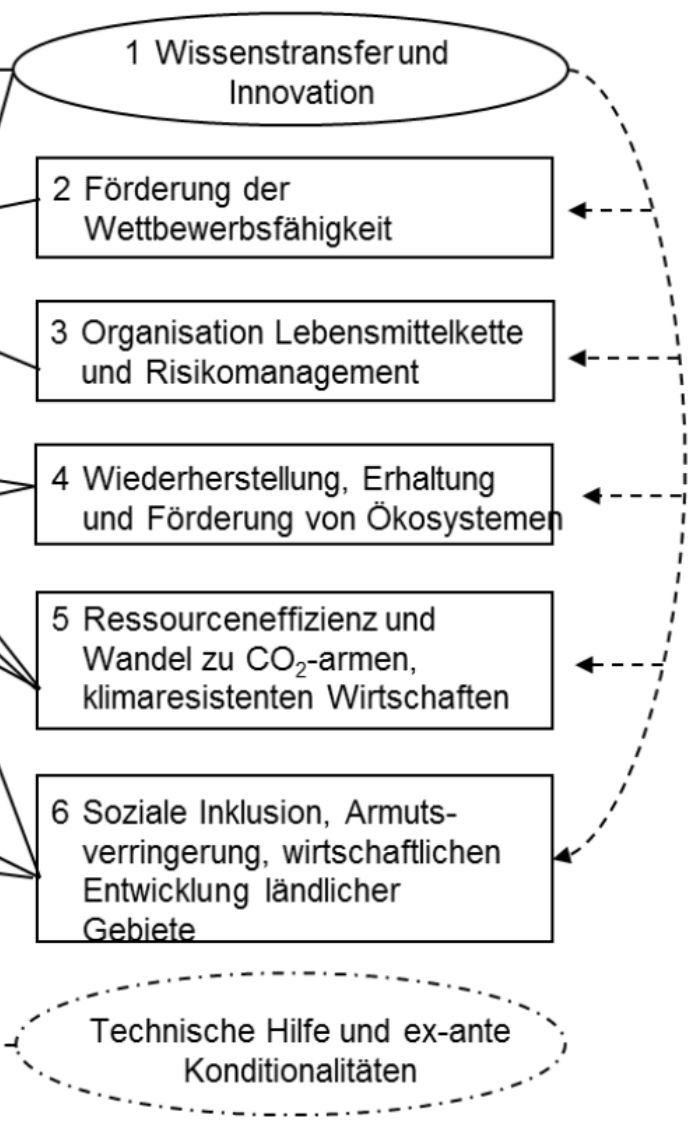 1 Wissenstransfer und
Innovation
2 Förderung der
Wettbewerbsfähigkeit
3 Organisation Lebensmittelkette
und Risikomanagement
4 Wiederherstellung, Erhaltung
und Förderung von Ökosystemen
5 Ressourceneffizienz und
Wandel zu CO₂-armen,
klimaresistenten Wirtschaften
6 Soziale Inklusion, Armuts-
verringerung, wirtschaftlichen
Entwicklung ländlicher
Gebiete
Technische Hilfe und ex-ante
Konditionalitäten